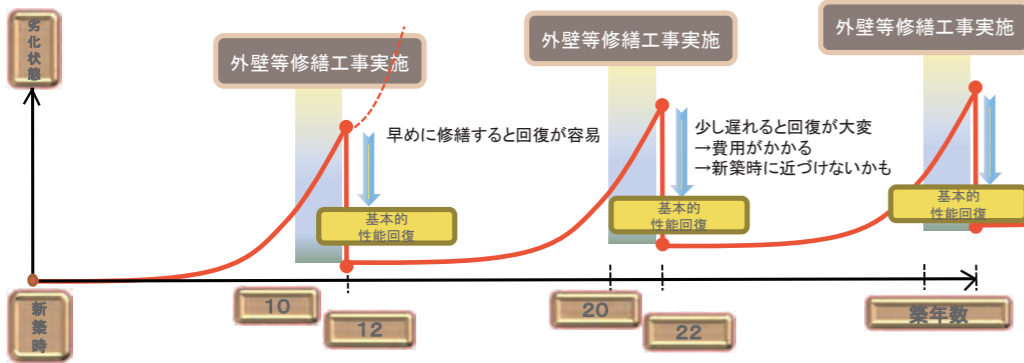 劣化状態
外壁等修繕工事実施
外壁等修繕工事実施
外壁等修繕工事実施
早めに修繕すると回復が容易
少し遅れると回復が大変
→費用がかかる
→新築時に近づけないかも
基本的
性能回復
基本的
性能回復
基本的
性能回復
新築時
10
12
20
22
築年数